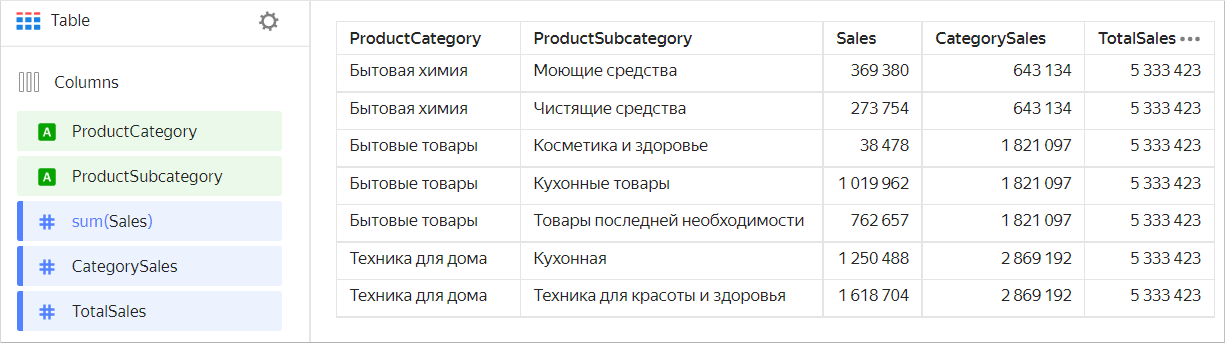 Table
Columns
ProductCategory
ProductSubcategory
sum(Sales)
CategorySales
TotalSales
ProductCategory ProductSubcategory Sales CategorySales TotalSales
Бытовая химия Моющие средства 369 380 643 134 5 333 423
Бытовая химия Чистящие средства 273 754 643 134 5 333 423
Бытовые товары Косметика и здоровье 38 478 1 821 097 5 333 423
Бытовые товары Кухонные товары 1 019 962 1 821 097 5 333 423
Бытовые товары Товары последней необходимости 762 657 1 821 097 5 333 423
Техника для дома Кухонная 1 250 488 2 869 192 5 333 423
Техника для дома Техника для красоты и здоровья 1 618 704 2 869 192 5 333 423